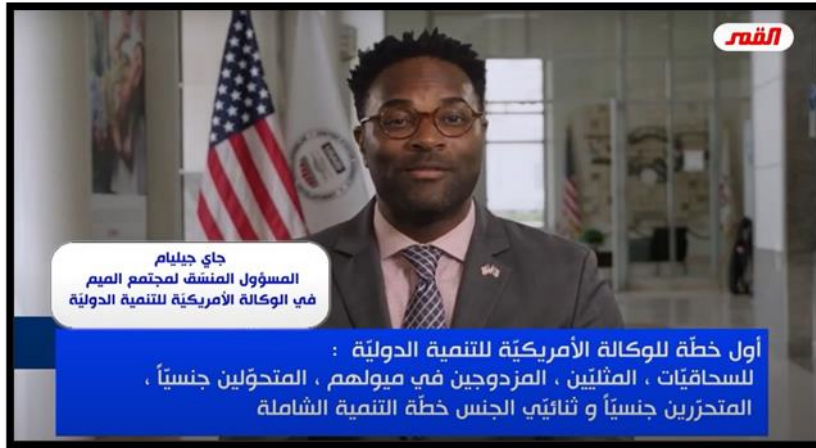 القمر
جاي جيليام
المسؤول المنسّق لمجتمع الميم
في الوكالة الأمريكيّة للتنمية الدوليّة
أول خطّة للوكالة الأمريكيّة للتنمية الدوليّة :
للسحاقيّات ، المثليّين ، المزدوجين في ميولهم ، المتحوّلين جنسيّاً ،
المتحرّرين جنسيّاً و ثنائيّي الجنس خطّة التنمية الشاملة